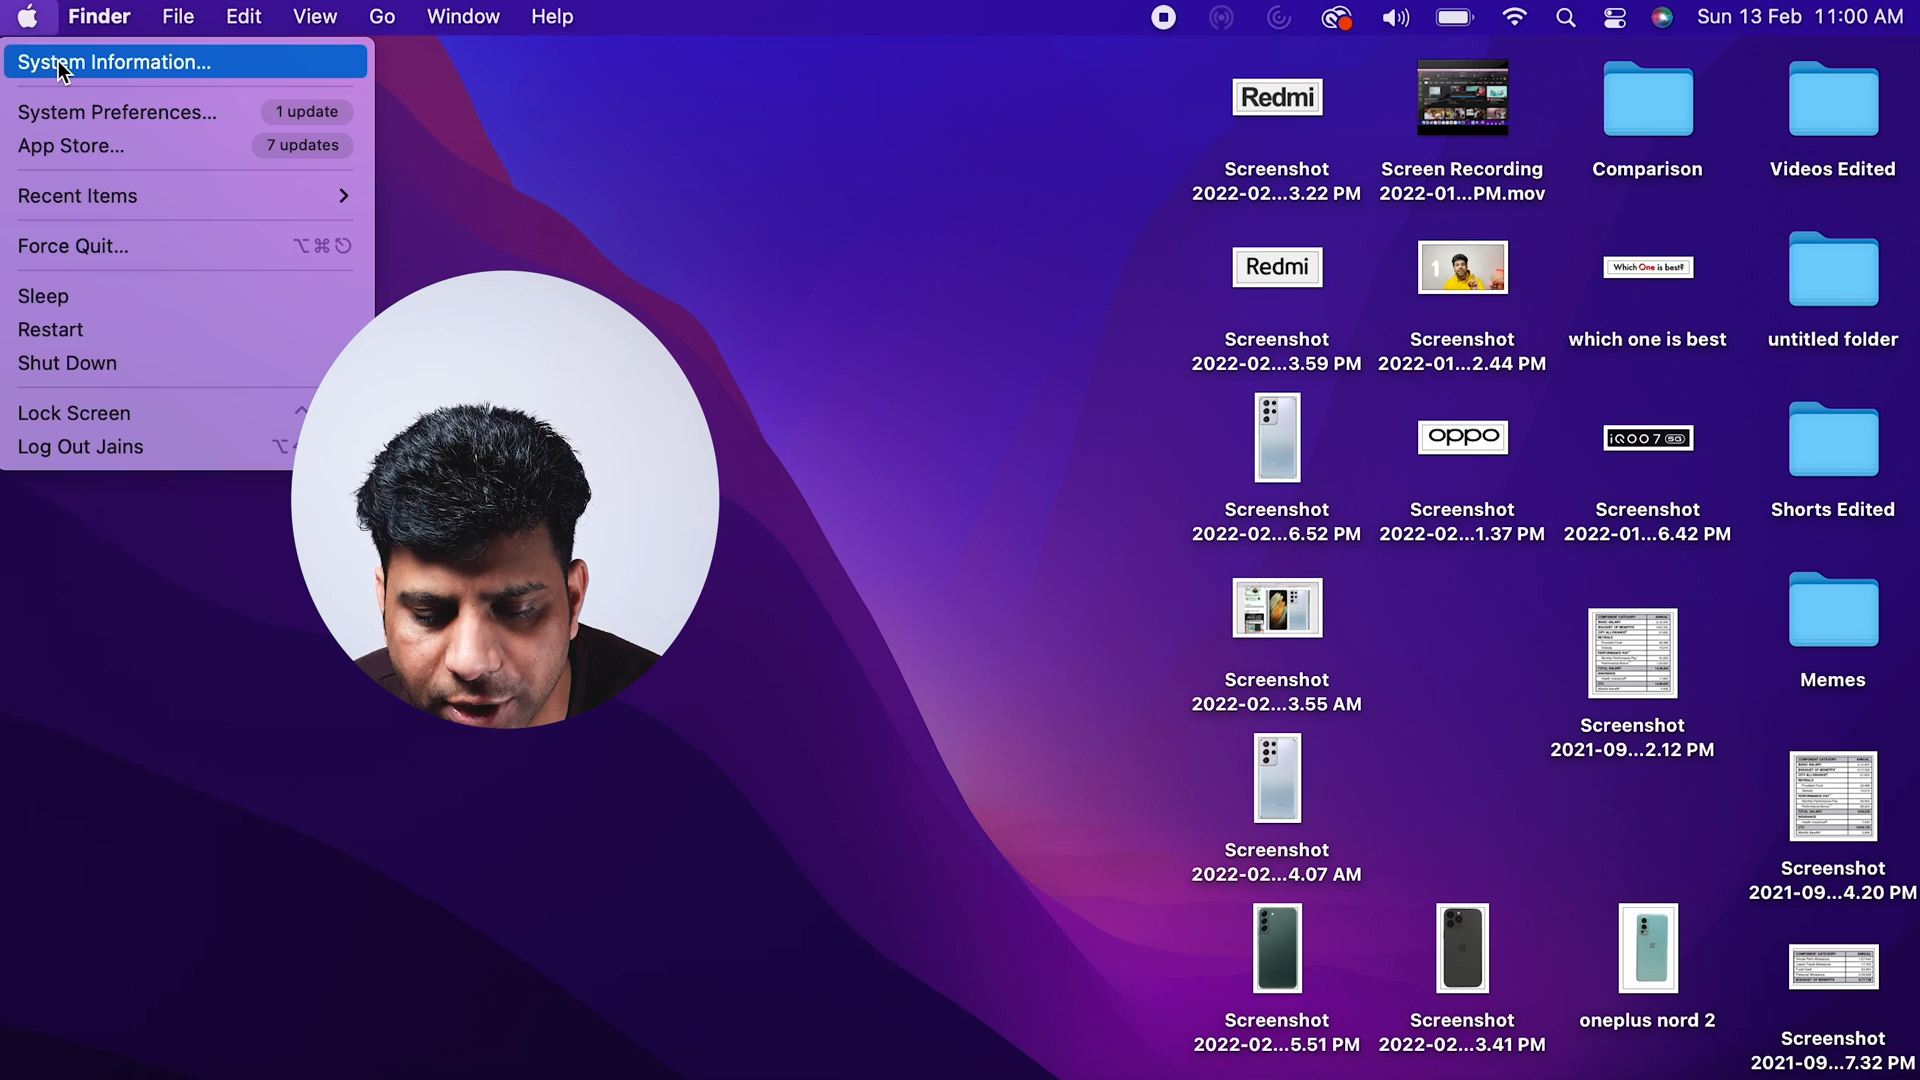 Finder File Edit View Go Window Help
Sun 13 Feb 11:00 AM
System Information...
System Preferences... 1 update
App Store... 7 updates
Recent Items
Force Quit... ⌥⌘⎋
Sleep
Restart
Shut Down
Lock Screen
Log Out Jains
Redmi
Screenshot
2022-02...3.22 PM
Screen Recording
2022-01...PM.mov
Comparison
Videos Edited
Redmi
Screenshot
2022-02...3.59 PM
1
Screenshot
2022-01...2.44 PM
Which One is best?
which one is best
untitled folder
Screenshot
2022-02...6.52 PM
oppo
Screenshot
2022-02...1.37 PM
iQOO 7 5G
Screenshot
2022-01...6.42 PM
Shorts Edited
Screenshot
2022-02...3.55 AM
Screenshot
2021-09...2.12 PM
Memes
Screenshot
2022-02...4.07 AM
Screenshot
2021-09...4.20 PM
Screenshot
2022-02...5.51 PM
Screenshot
2022-02...3.41 PM
oneplus nord 2
Screenshot
2021-09...7.32 PM